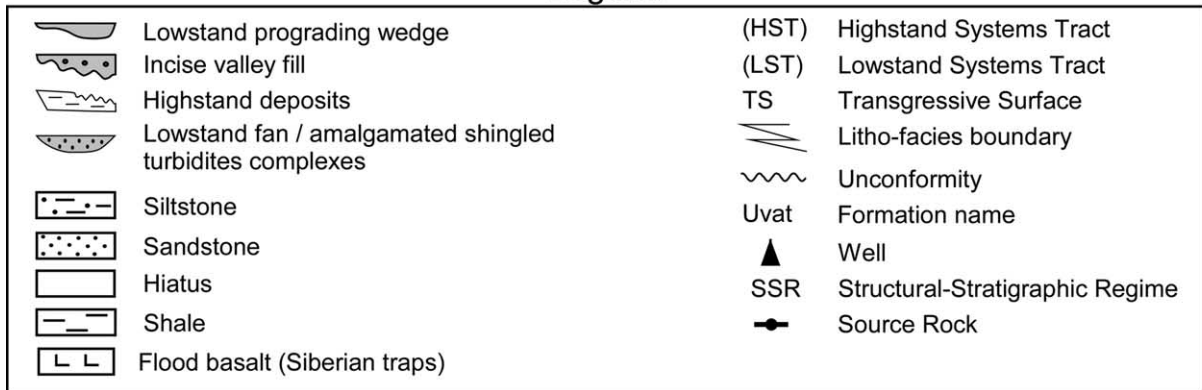 Lowstand prograding wedge
Incise valley fill
Highstand deposits
Lowstand fan / amalgamated shingled
turbidites complexes
Siltstone
Sandstone
Hiatus
Shale
Flood basalt (Siberian traps)
(HST) Highstand Systems Tract
(LST) Lowstand Systems Tract
TS Transgressive Surface
Litho-facies boundary
Unconformity
Uvat Formation name
Well
SSR Structural-Stratigraphic Regime
Source Rock